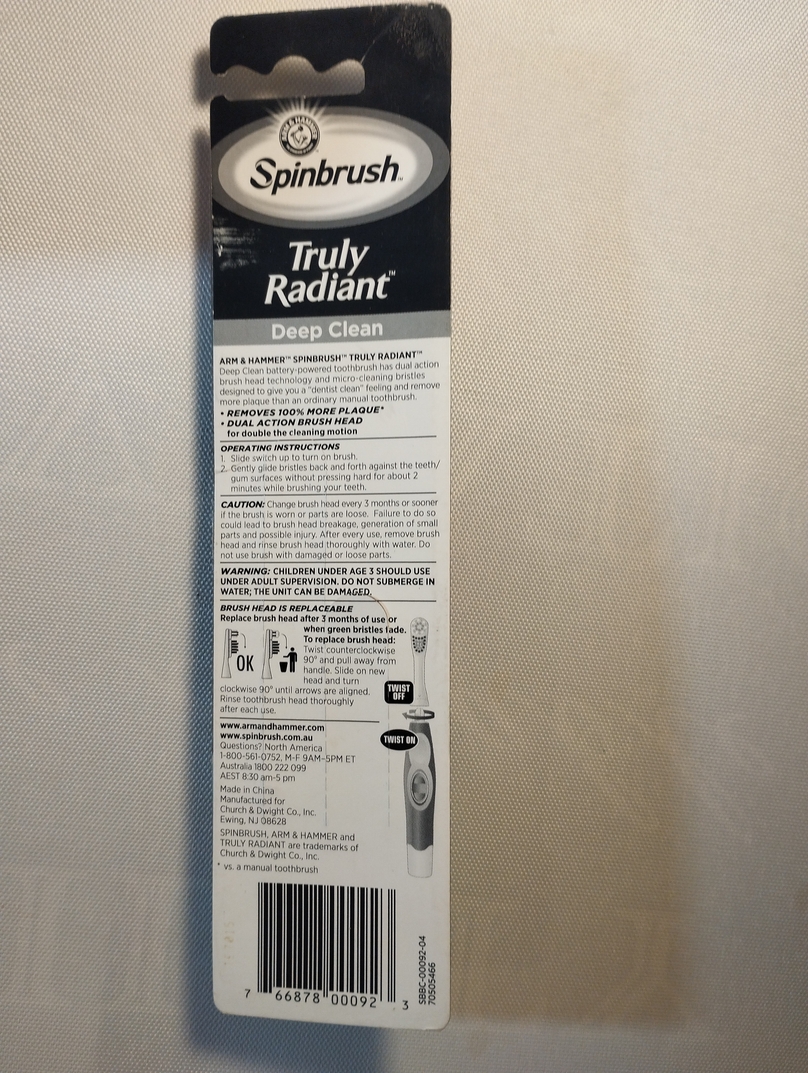 ARM & HAMMER
Spinbrush™
Truly
Radiant™
Deep Clean
ARM & HAMMER™ SPINBRUSH™ TRULY RADIANT™
Deep Clean battery-powered toothbrush has dual action
brush head technology and micro-cleaning bristles
designed to give you a "dentist clean" feeling and remove
more plaque than an ordinary manual toothbrush.
• REMOVES 100% MORE PLAQUE*
• DUAL ACTION BRUSH HEAD
for double the cleaning motion
OPERATING INSTRUCTIONS
1. Slide switch up to turn on brush.
2. Gently glide bristles back and forth against the teeth/
gum surfaces without pressing hard for about 2
minutes while brushing your teeth.
CAUTION: Change brush head every 3 months or sooner
if the brush is worn or parts are loose. Failure to do so
could lead to brush head breakage, generation of small
parts and possible injury. After every use, remove brush
head and rinse brush head thoroughly with water. Do
not use brush with damaged or loose parts.
WARNING: CHILDREN UNDER AGE 3 SHOULD USE
UNDER ADULT SUPERVISION. DO NOT SUBMERGE IN
WATER; THE UNIT CAN BE DAMAGED.
BRUSH HEAD IS REPLACEABLE
Replace brush head after 3 months of use or
when green bristles fade.
To replace brush head:
Twist counterclockwise
90° and pull away from
handle. Slide on new
head and turn
clockwise 90° until arrows are aligned.
Rinse toothbrush head thoroughly
after each use.
OK
TWIST
OFF
TWIST ON
www.armandhammer.com
www.spinbrush.com.au
Questions? North America
1-800-561-0752, M-F 9AM-5PM ET
Australia 1800 222 099
AEST 8:30 am-5 pm
Made in China
Manufactured for
Church & Dwight Co., Inc.
Ewing, NJ 08628
SPINBRUSH, ARM & HAMMER and
TRULY RADIANT are trademarks of
Church & Dwight Co., Inc.
* vs. a manual toothbrush
7 66878 00092 3
SBBC-00092-04
70505466